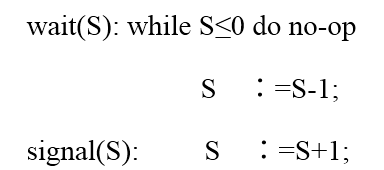 wait(S): while S≤0 do no-op
S ：=S-1;
signal(S): S ：=S+1;